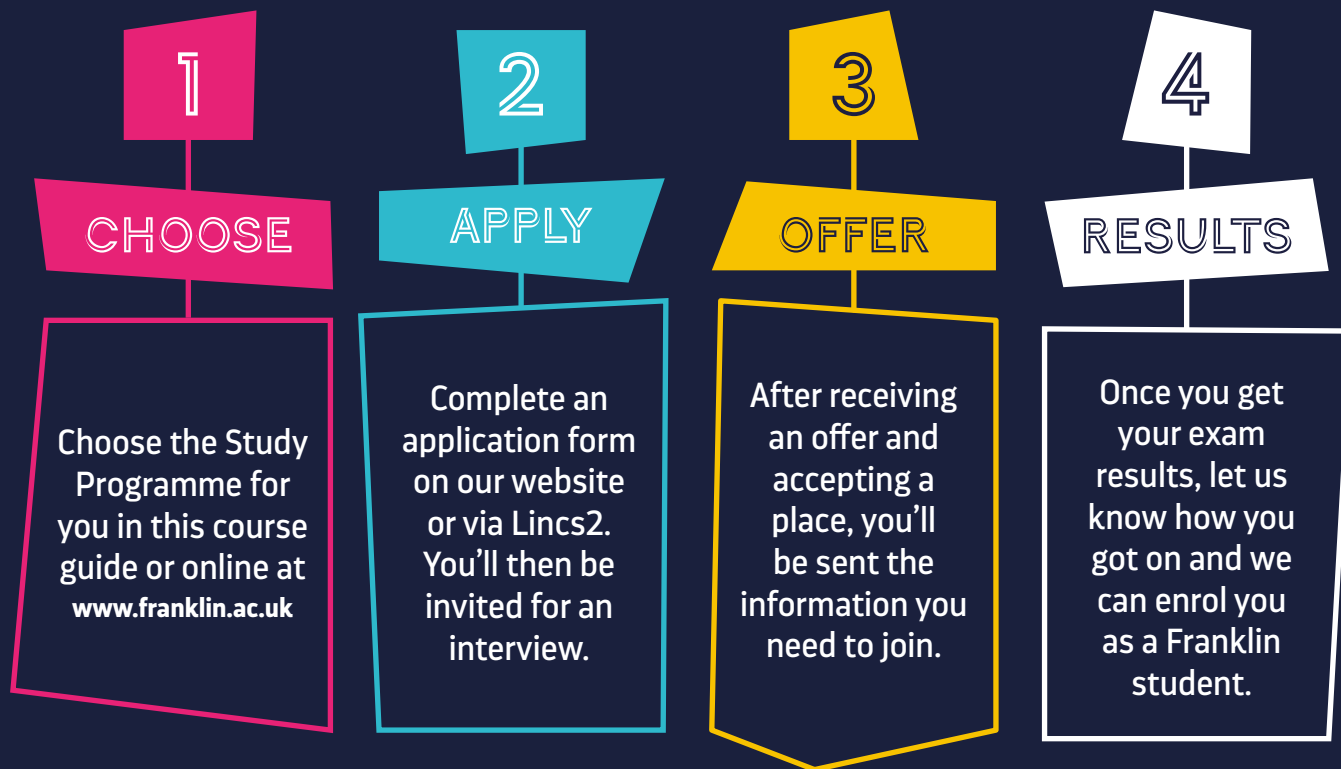 1
CHOOSE
Choose the Study
Programme for
you in this course
guide or online at
www.franklin.ac.uk
2
APPLY
Complete an
application form
on our website
or via Lincs2.
You’ll then be
invited for an
interview.
3
OFFER
After receiving
an offer and
accepting a
place, you’ll
be sent the
information you
need to join.
4
RESULTS
Once you get
your exam
results, let us
know how you
got on and we
can enrol you
as a Franklin
student.